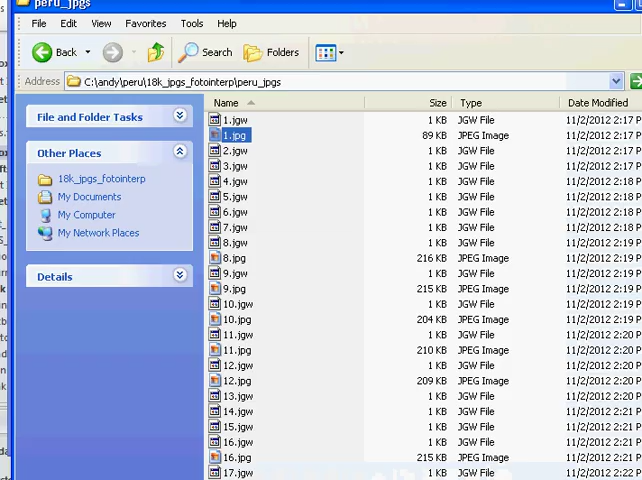 peru_jpgs
File Edit View Favorites Tools Help
Back Search Folders
Address C:\andy\peru\18k_jpgs_fotointerp\peru_jpgs
File and Folder Tasks
Other Places
18k_jpgs_fotointerp
My Documents
My Computer
My Network Places
Details
Name Size Type Date Modified
1.jgw 1 KB JGW File 11/2/2012 2:17 P
1.jpg 89 KB JPEG Image 11/2/2012 2:17 P
2.jgw 1 KB JGW File 11/2/2012 2:17 P
3.jgw 1 KB JGW File 11/2/2012 2:17 P
4.jgw 1 KB JGW File 11/2/2012 2:18 P
5.jgw 1 KB JGW File 11/2/2012 2:18 P
6.jgw 1 KB JGW File 11/2/2012 2:18 P
7.jgw 1 KB JGW File 11/2/2012 2:18 P
8.jgw 1 KB JGW File 11/2/2012 2:19 P
8.jpg 216 KB JPEG Image 11/2/2012 2:19 P
9.jgw 1 KB JGW File 11/2/2012 2:19 P
9.jpg 215 KB JPEG Image 11/2/2012 2:19 P
10.jgw 1 KB JGW File 11/2/2012 2:19 P
10.jpg 204 KB JPEG Image 11/2/2012 2:19 P
11.jgw 1 KB JGW File 11/2/2012 2:20 P
11.jpg 210 KB JPEG Image 11/2/2012 2:20 P
12.jgw 1 KB JGW File 11/2/2012 2:20 P
12.jpg 209 KB JPEG Image 11/2/2012 2:20 P
13.jgw 1 KB JGW File 11/2/2012 2:20 P
14.jgw 1 KB JGW File 11/2/2012 2:21 P
15.jgw 1 KB JGW File 11/2/2012 2:21 P
16.jgw 1 KB JGW File 11/2/2012 2:21 P
16.jpg 215 KB JPEG Image 11/2/2012 2:21 P
17.jgw 1 KB JGW File 11/2/2012 2:22 P